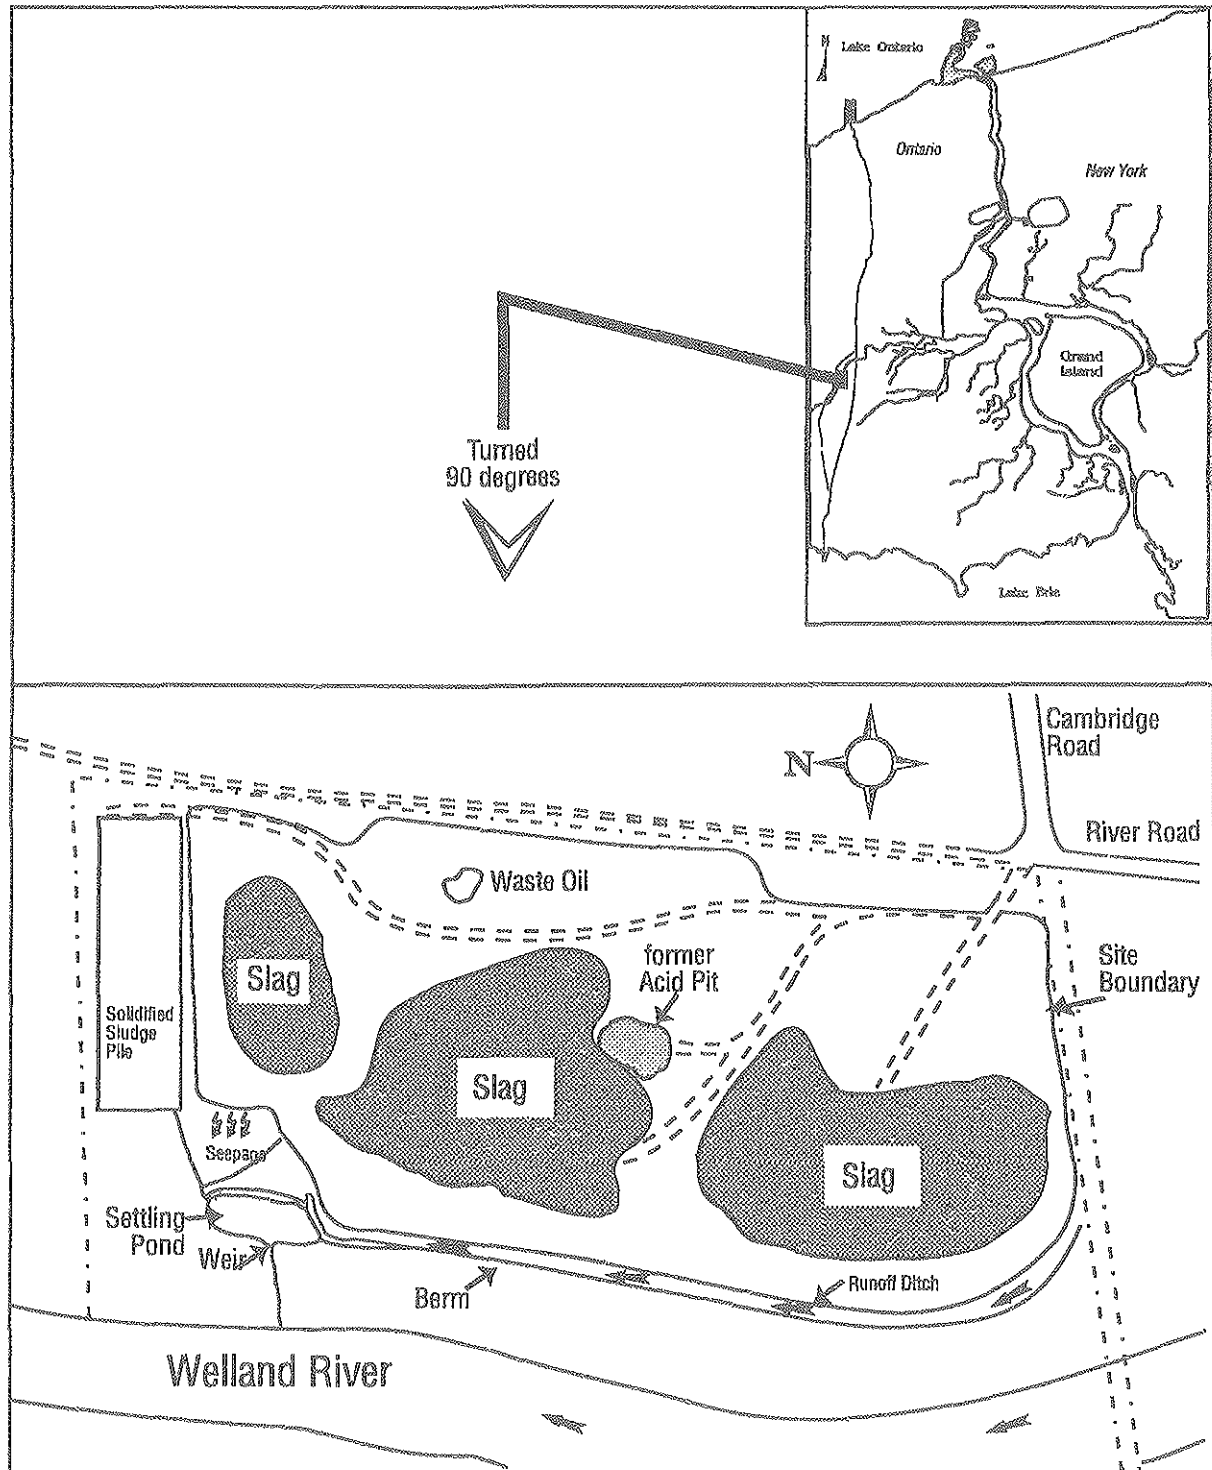 N
Lake Ontario
Ontario
New York
Grand
Island
Lake Erie
Turned
90 degrees
N
Cambridge
Road
River Road
Waste Oil
former
Acid Pit
Site
Boundary
Slag
Solidified
Sludge
Pile
Slag
Slag
Seepage
Settling
Pond
Weir
Berm
Runoff Ditch
Welland River